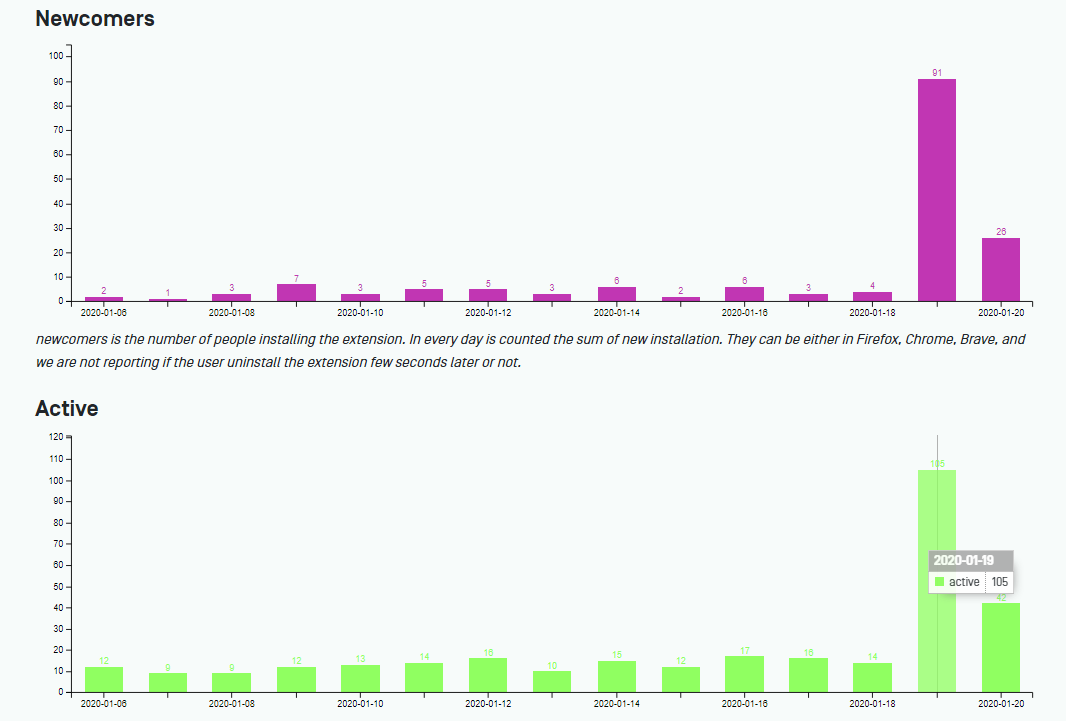 Newcomers
100
90
80
70
60
50
40
30
20
10
0
2 1 3 7 3 5 5 3 6 2 6 3 4 91 26
2020-01-06 2020-01-08 2020-01-10 2020-01-12 2020-01-14 2020-01-16 2020-01-18 2020-01-20
newcomers is the number of people installing the extension. In every day is counted the sum of new installation. They can be either in Firefox, Chrome, Brave, and
we are not reporting if the user uninstall the extension few seconds later or not.
Active
120
110
100
90
80
70
60
50
40
30
20
10
0
12 9 9 12 13 14 16 10 15 12 17 16 14 105 42
2020-01-19
active 105
2020-01-06 2020-01-08 2020-01-10 2020-01-12 2020-01-14 2020-01-16 2020-01-18 2020-01-20